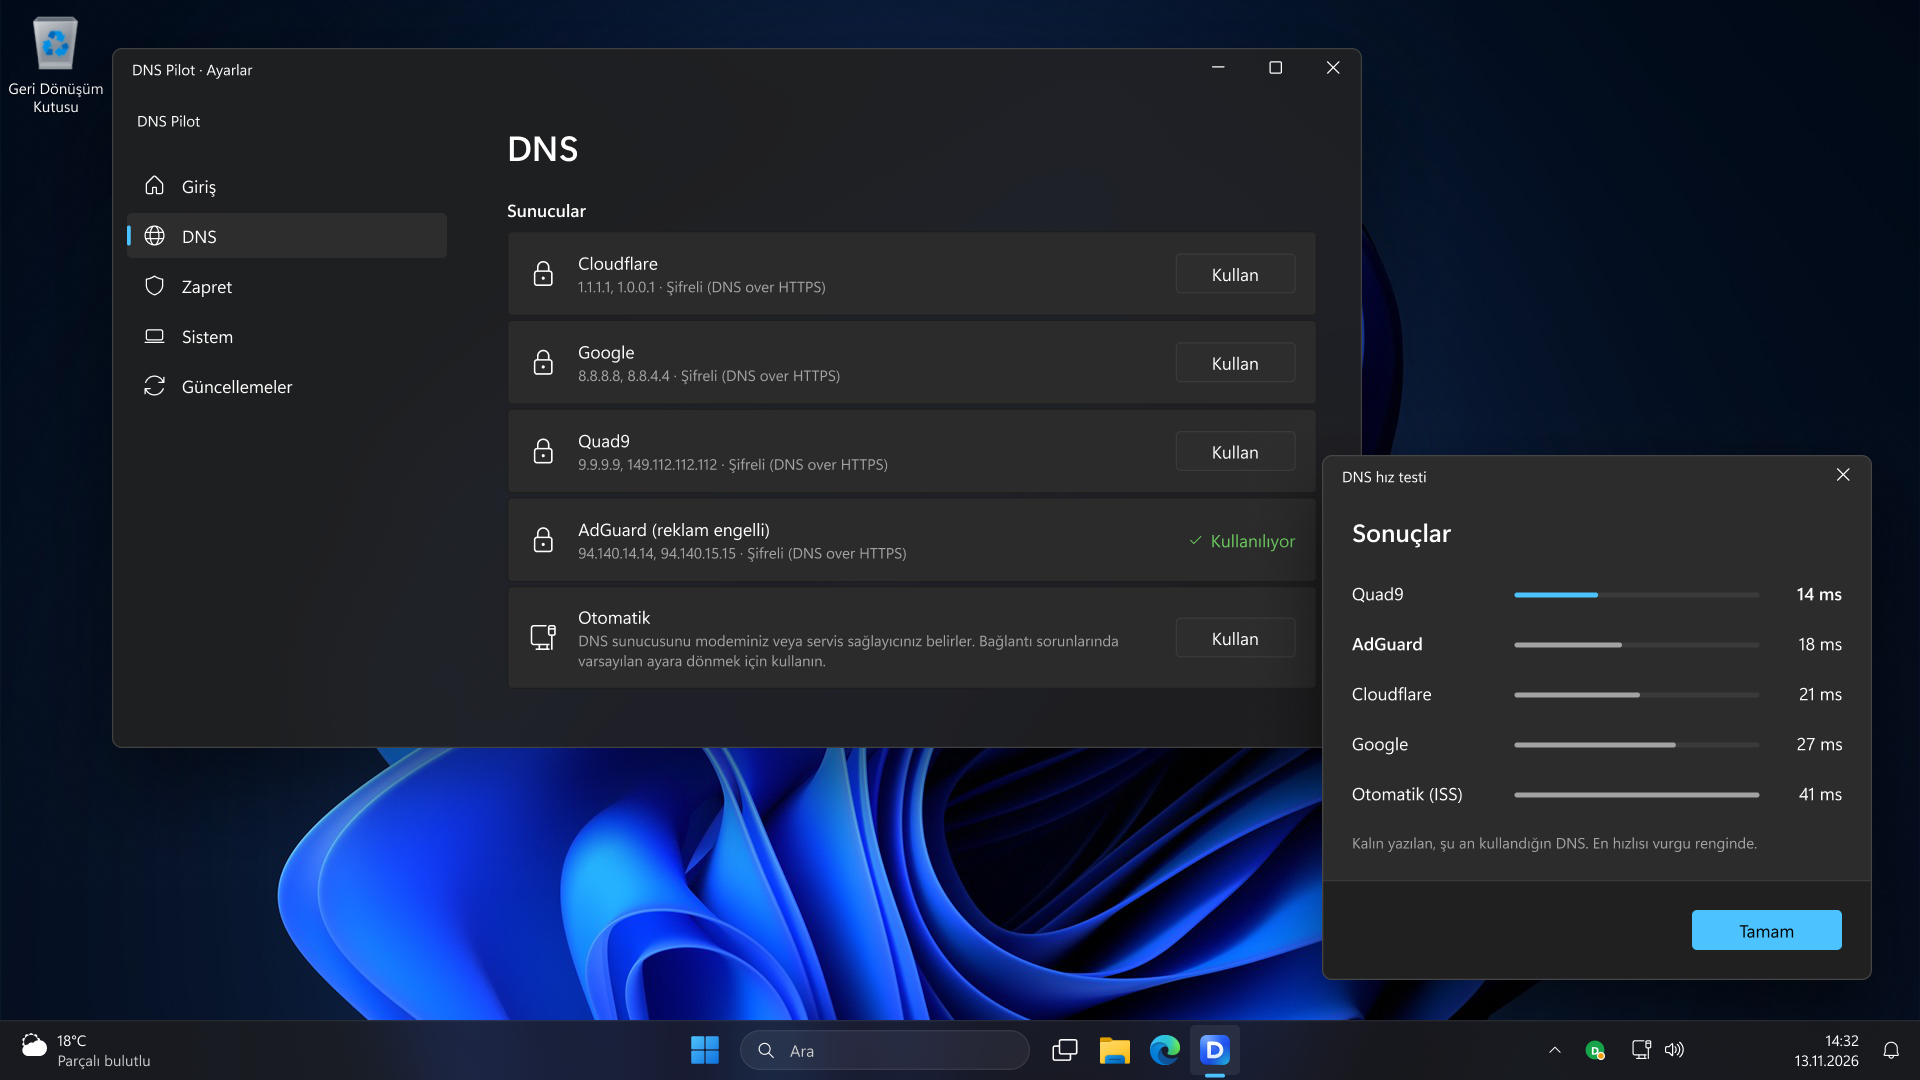 Geri Dönüşüm
Kutusu
DNS Pilot · Ayarlar
DNS Pilot
Giriş
DNS
Zapret
Sistem
Güncellemeler
DNS
Sunucular
Cloudflare
1.1.1.1, 1.0.0.1 · Şifreli (DNS over HTTPS)
Kullan
Google
8.8.8.8, 8.8.4.4 · Şifreli (DNS over HTTPS)
Kullan
Quad9
9.9.9.9, 149.112.112.112 · Şifreli (DNS over HTTPS)
Kullan
AdGuard (reklam engelli)
94.140.14.14, 94.140.15.15 · Şifreli (DNS over HTTPS)
Kullanılıyor
Otomatik
DNS sunucusunu modeminiz veya servis sağlayıcınız belirler. Bağlantı sorunlarında
varsayılan ayara dönmek için kullanın.
Kullan
DNS hız testi
Sonuçlar
Quad9 14 ms
AdGuard 18 ms
Cloudflare 21 ms
Google 27 ms
Otomatik (ISS) 41 ms
Kalın yazılan, şu an kullandığın DNS. En hızlısı vurgu renginde.
Tamam
18°C
Parçalı bulutlu
Ara
D
D
14:32
13.11.2026